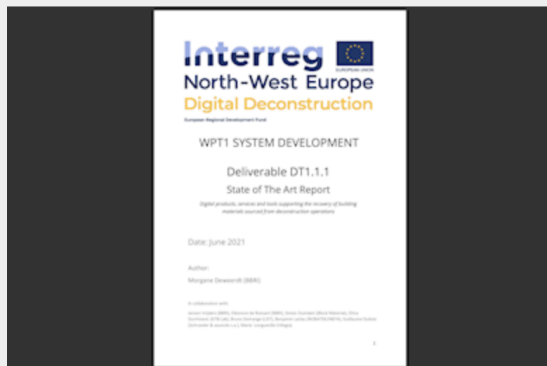 Interreg
EUROPEAN UNION
North-West Europe
Digital Deconstruction
European Regional Development Fund
WPT1 SYSTEM DEVELOPMENT
Deliverable DT1.1.1
State of The Art Report
Digital products, services and tools supporting the recovery of building
materials sourced from deconstruction operations
Date: June 2021
Author:
Morgane Deweerdt (BBRI)
In collaboration with: